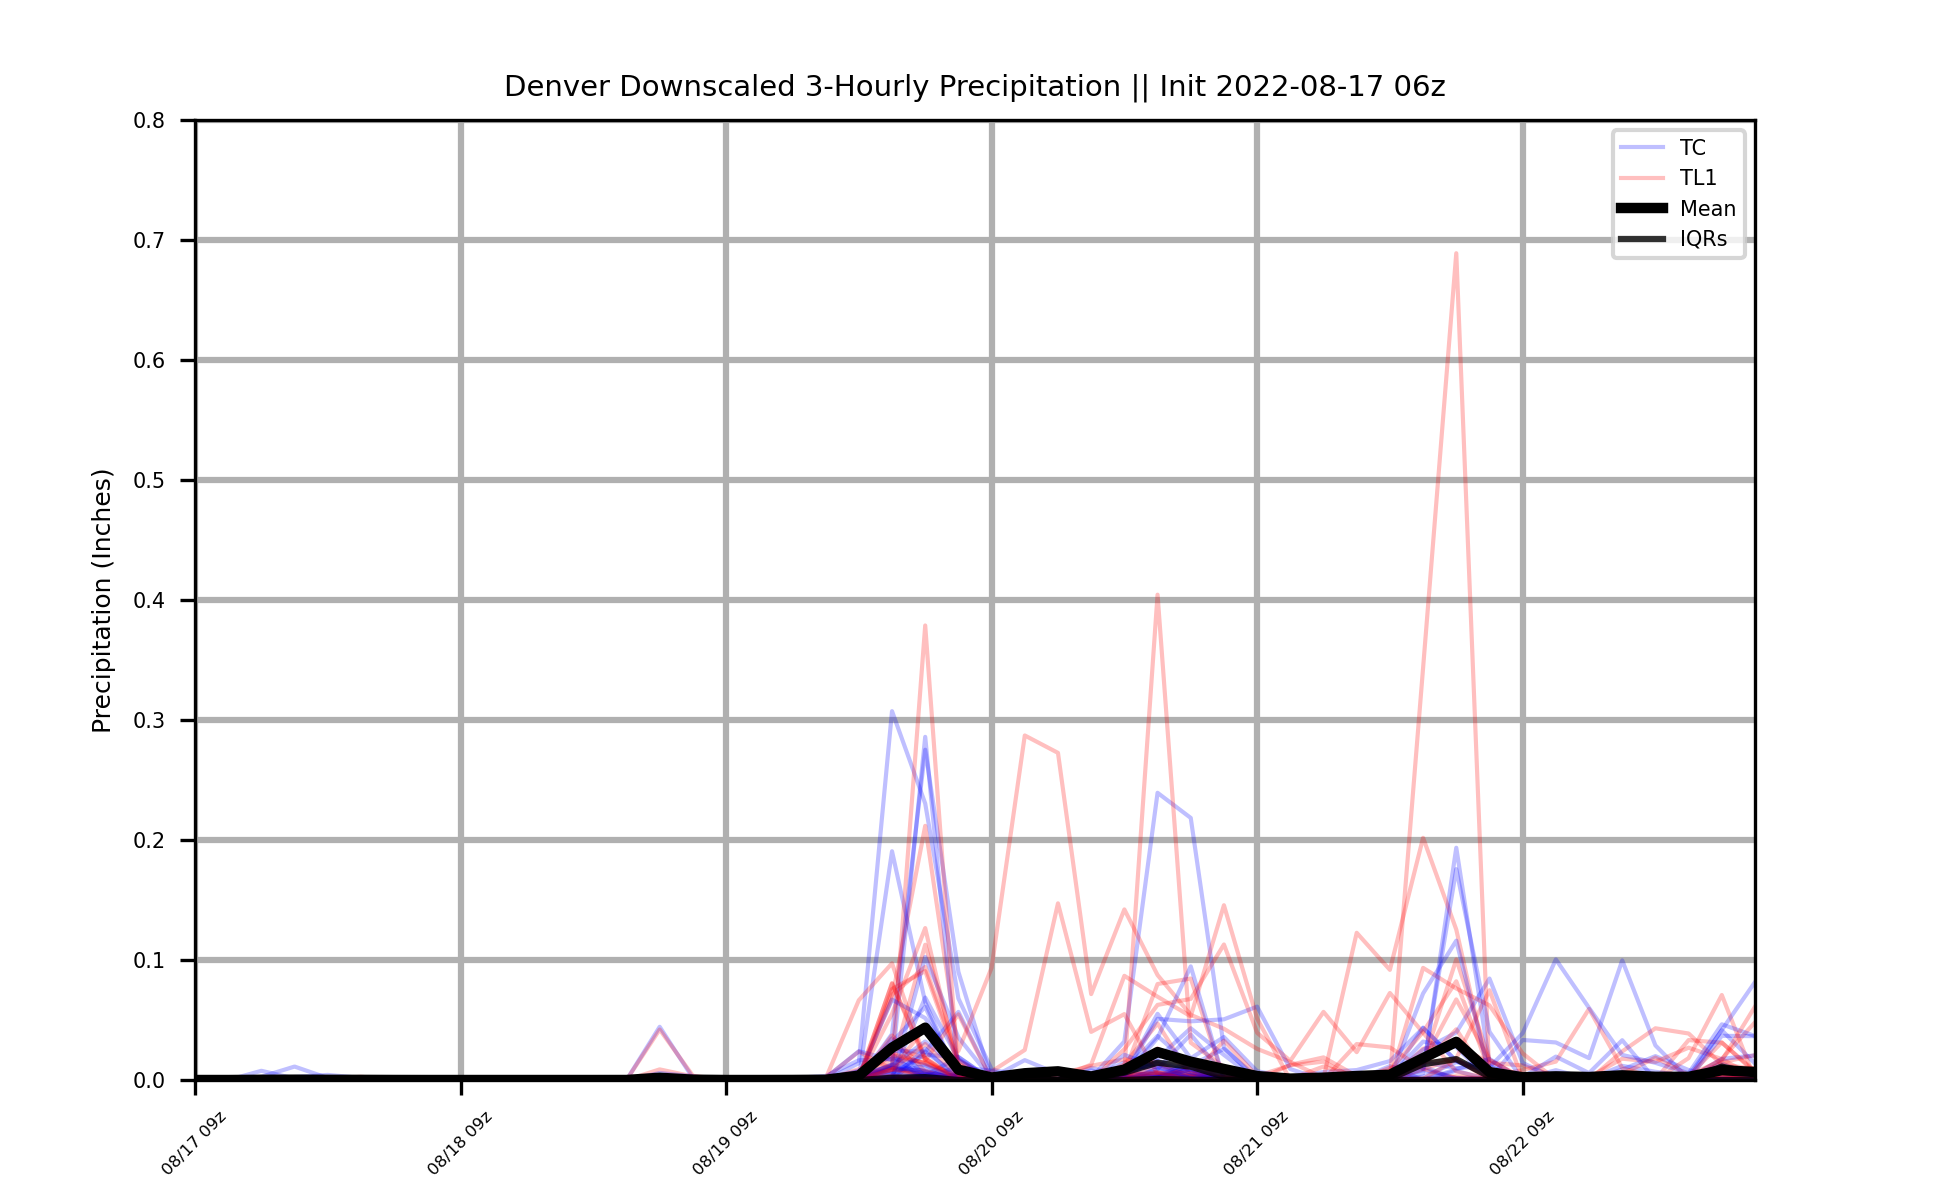 Denver Downscaled 3-Hourly Precipitation || Init 2022-08-17 06z
TC
TL1
Mean
IQRs
Precipitation (Inches)
0.8
0.7
0.6
0.5
0.4
0.3
0.2
0.1
0.0
08/17 09z
08/18 09z
08/19 09z
08/20 09z
08/21 09z
08/22 09z